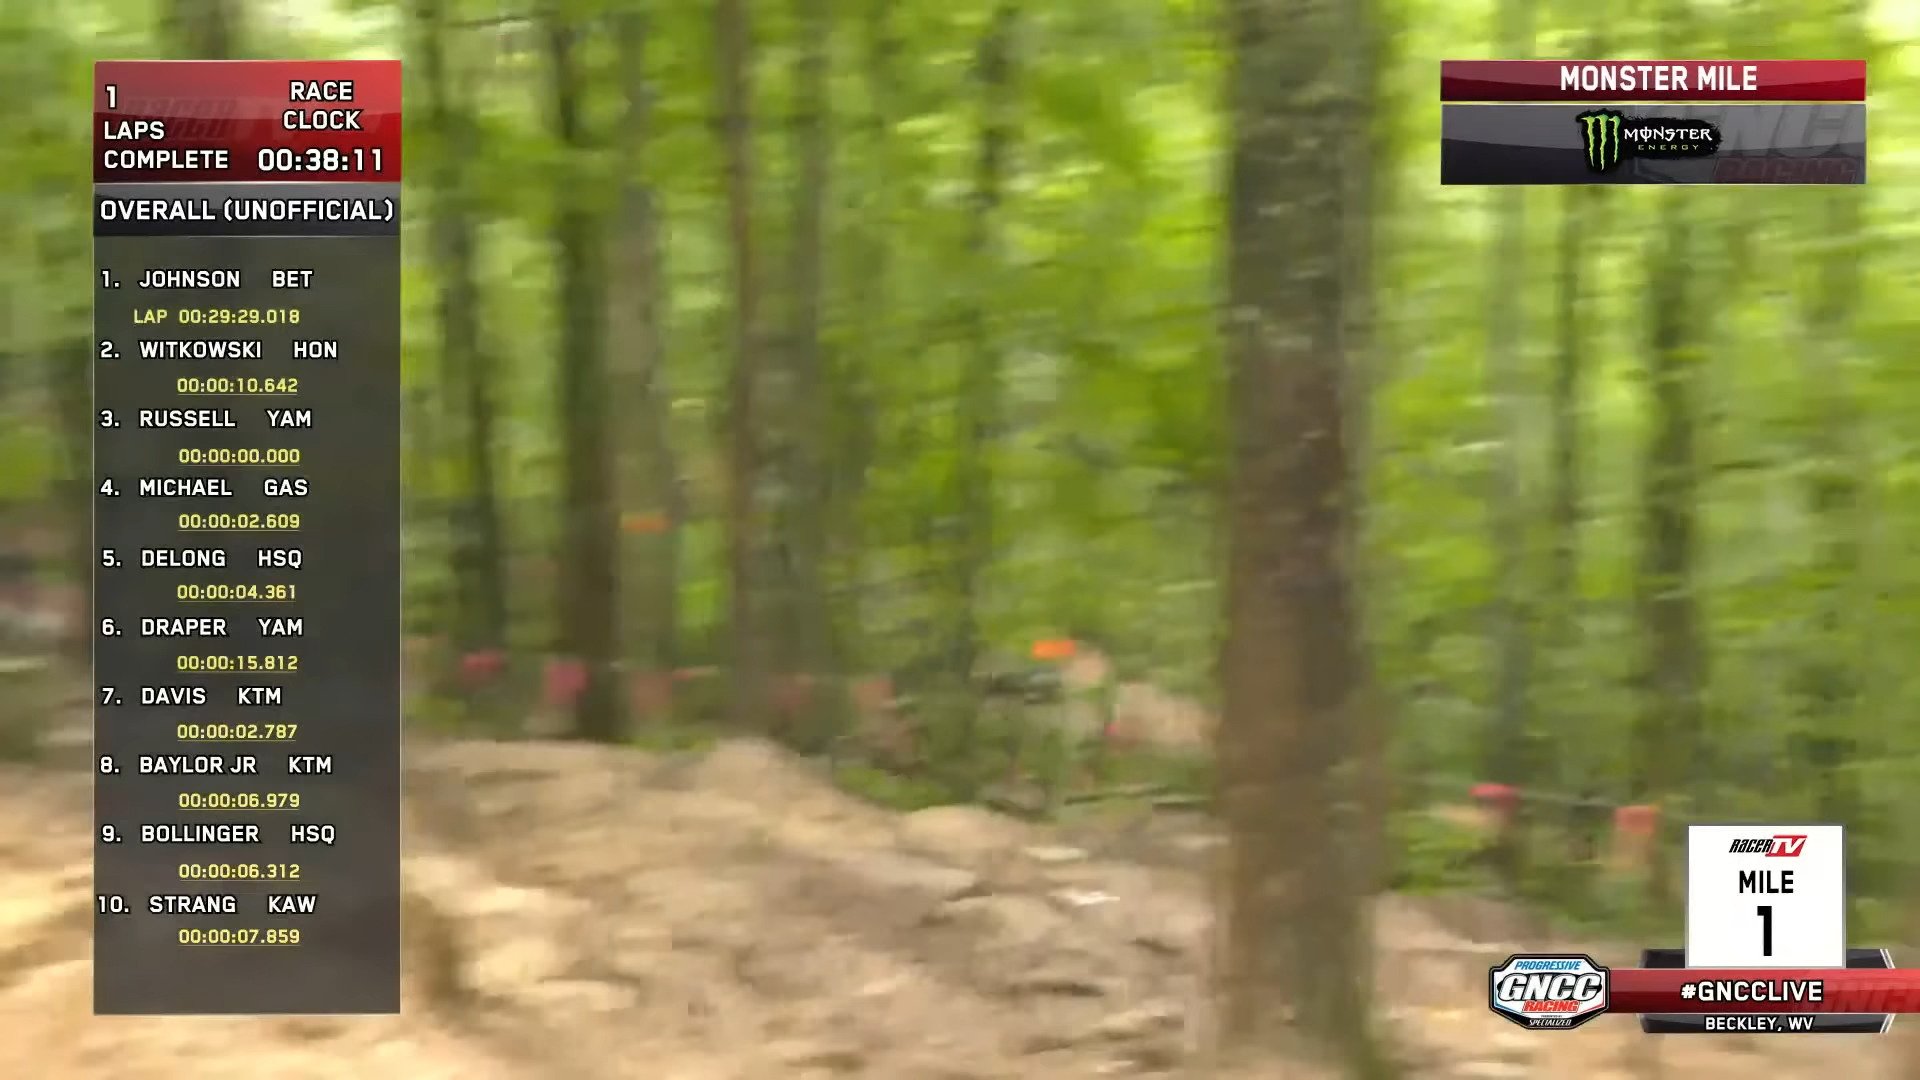 1
LAPS
COMPLETE
RACE
CLOCK
00:38:11
OVERALL (UNOFFICIAL)
1. JOHNSON BET
LAP 00:29:29.018
2. WITKOWSKI HON
00:00:10.642
3. RUSSELL YAM
00:00:00.000
4. MICHAEL GAS
00:00:02.609
5. DELONG HSQ
00:00:04.361
6. DRAPER YAM
00:00:15.812
7. DAVIS KTM
00:00:02.787
8. BAYLOR JR KTM
00:00:06.979
9. BOLLINGER HSQ
00:00:06.312
10. STRANG KAW
00:00:07.859
MONSTER MILE
MONSTER
ENERGY
GNCC
RACING
RACER TV
MILE
1
PROGRESSIVE
GNCC
RACING
SPECIALIZED
#GNCCLIVE
BECKLEY, WV